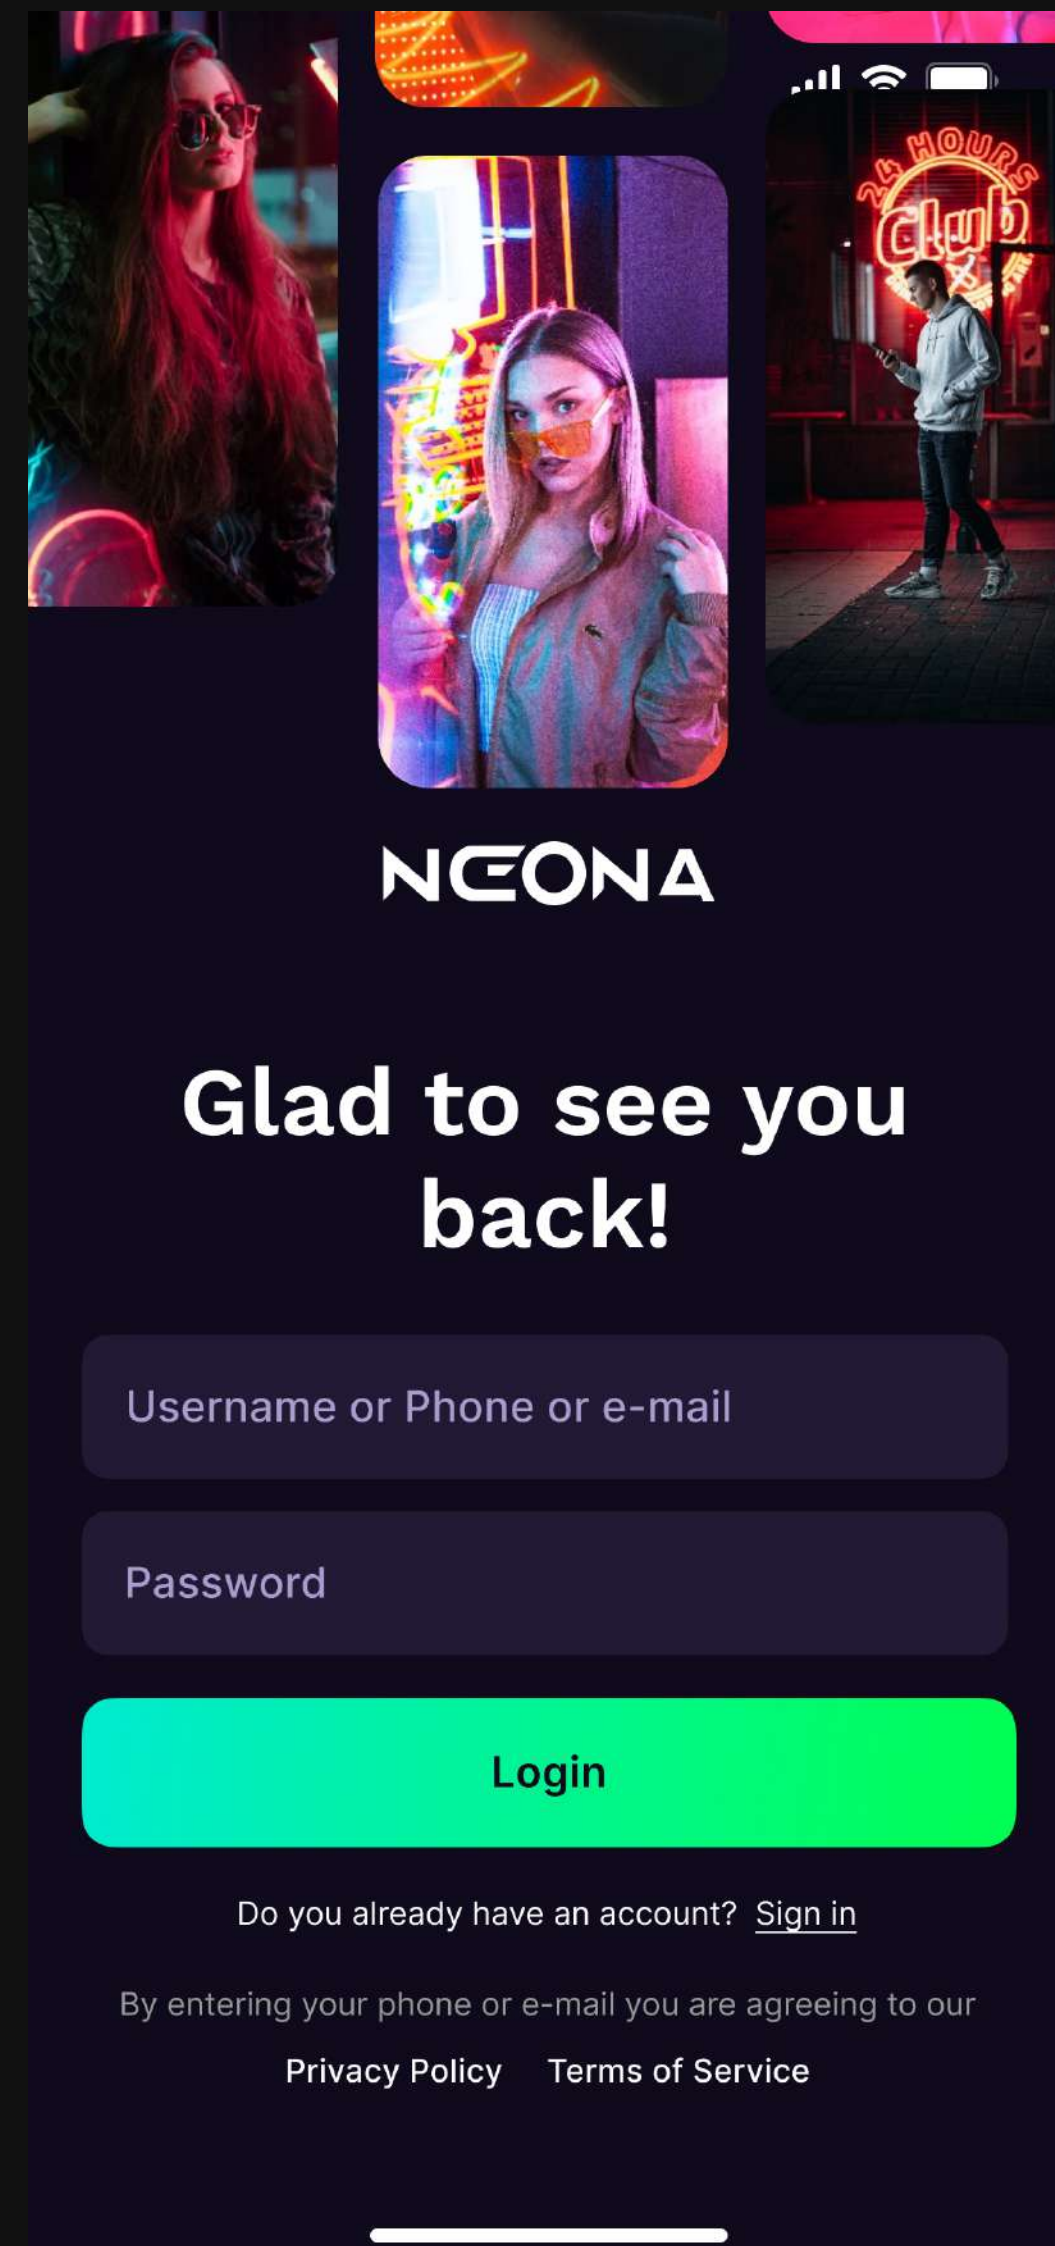 24 HOURS
Club
NEONA
Glad to see you
back!
Username or Phone or e-mail
Password
Login
Do you already have an account? Sign in
By entering your phone or e-mail you are agreeing to our
Privacy Policy Terms of Service